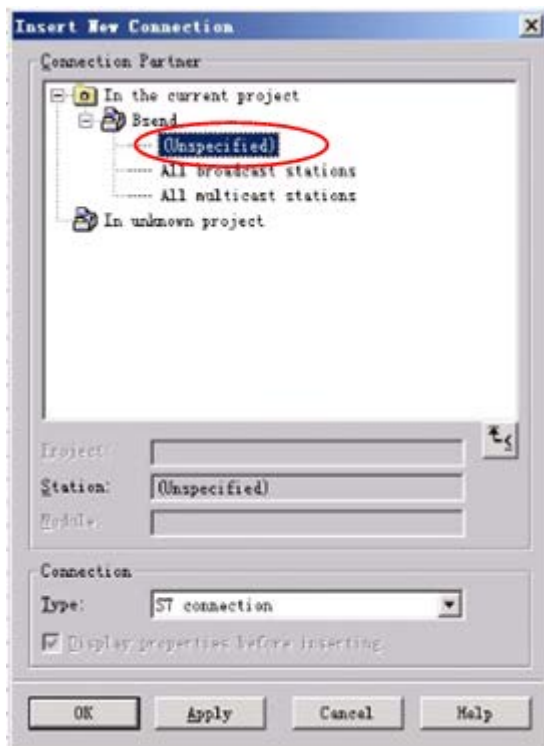 Insert New Connection
Connection Partner
In the current project
Bsend
(Unspecified)
All broadcast stations
All multicast stations
In unknown project
Project:
Station: (Unspecified)
Module:
Connection
Type: S7 connection
Display properties before inserting
OK Apply Cancel Help